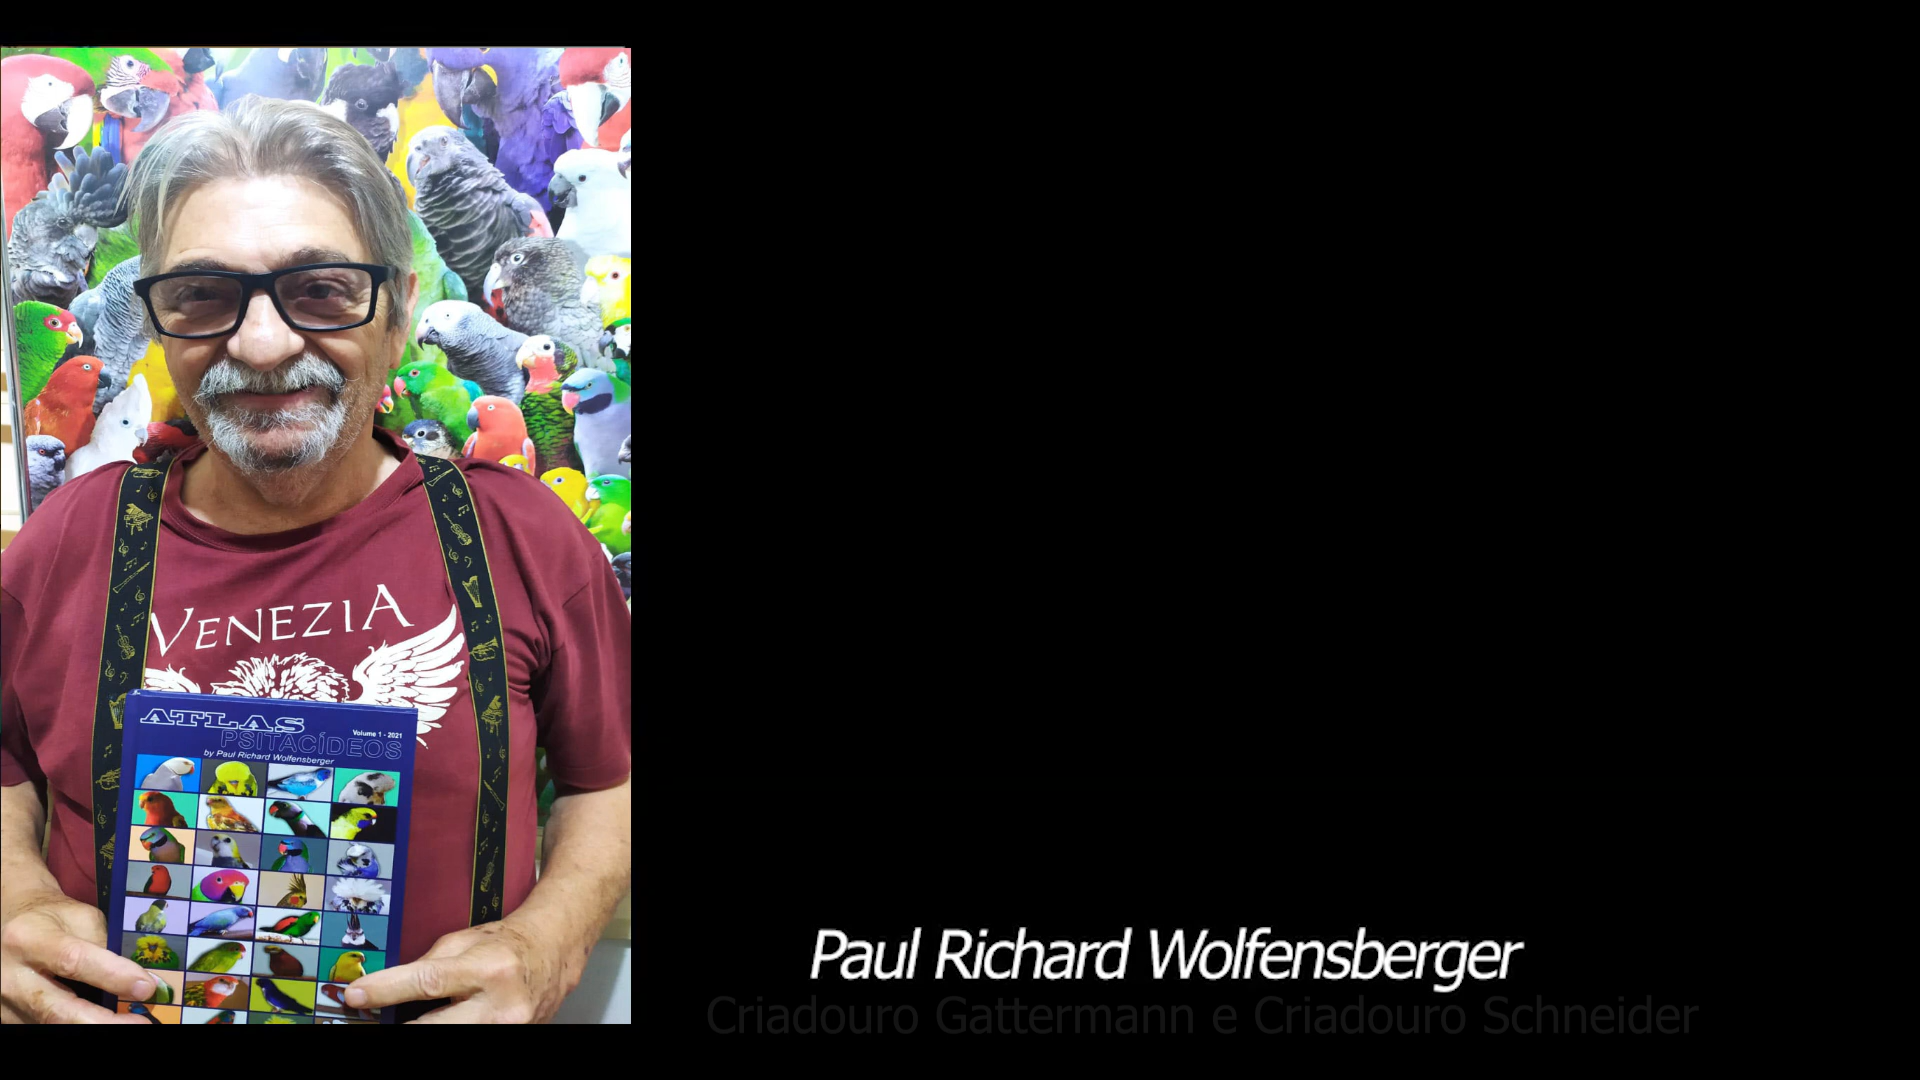 VENEZIA
ATLAS
PSITACÍDEOS
Volume 1 - 2021
by Paul Richard Wolfensberger
Paul Richard Wolfensberger
Criadouro Gattermann e Criadouro Schneider